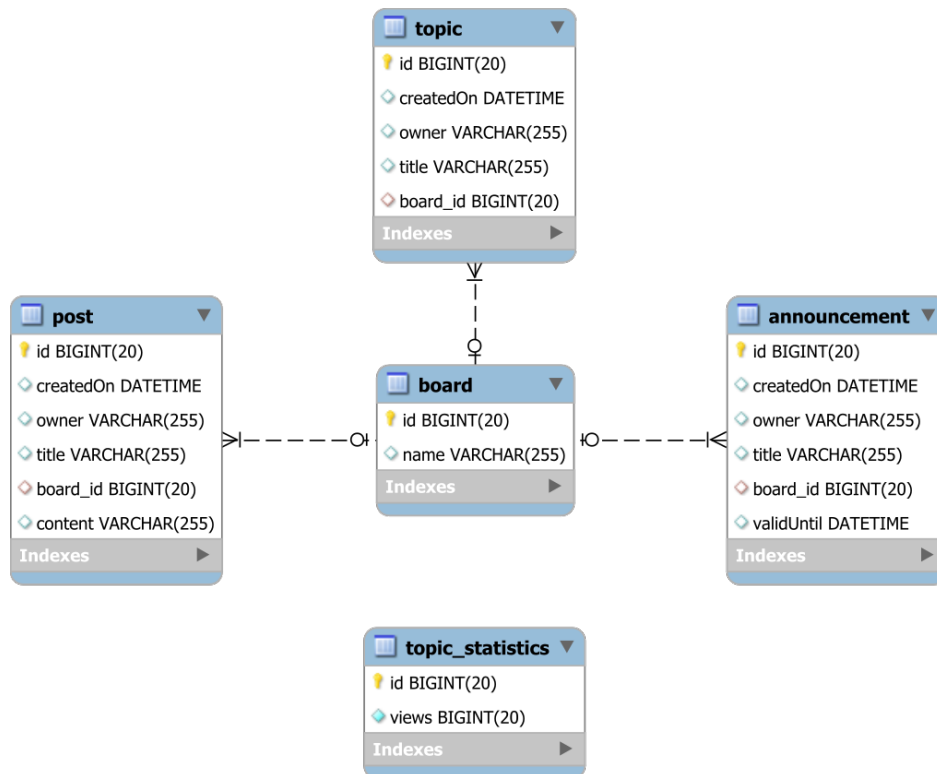 topic
id BIGINT(20)
createdOn DATETIME
owner VARCHAR(255)
title VARCHAR(255)
board_id BIGINT(20)
Indexes
post
id BIGINT(20)
createdOn DATETIME
owner VARCHAR(255)
title VARCHAR(255)
board_id BIGINT(20)
content VARCHAR(255)
Indexes
board
id BIGINT(20)
name VARCHAR(255)
Indexes
announcement
id BIGINT(20)
createdOn DATETIME
owner VARCHAR(255)
title VARCHAR(255)
board_id BIGINT(20)
validUntil DATETIME
Indexes
topic_statistics
id BIGINT(20)
views BIGINT(20)
Indexes